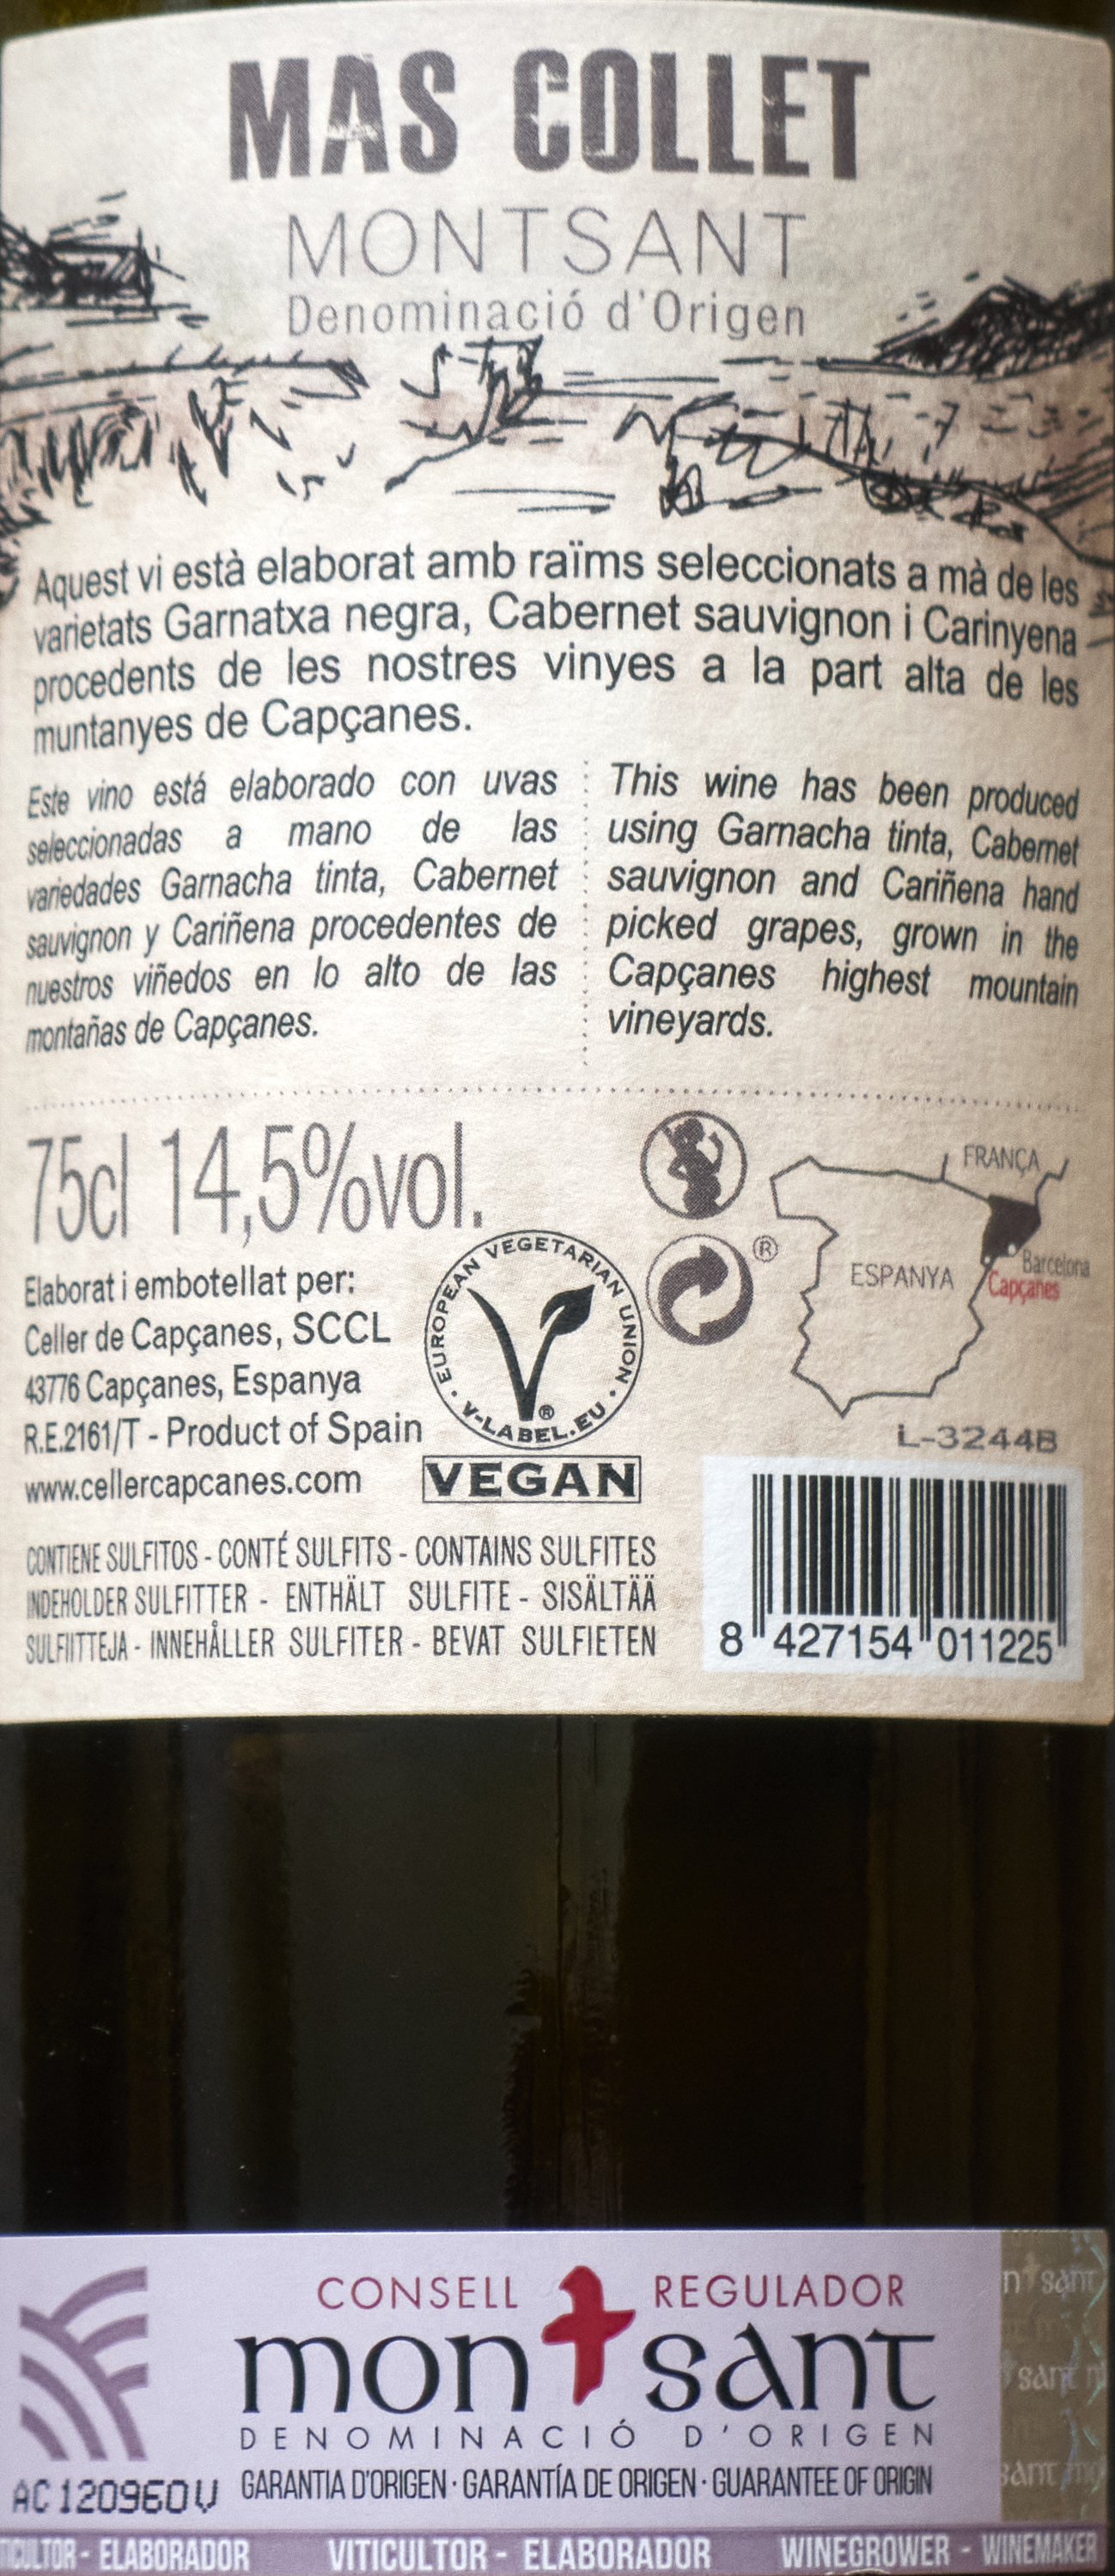 MAS COLLET
MONTSANT
Denominació d'Origen
Aquest vi està elaborat amb raïms seleccionats a mà de les
varietats Garnatxa negra, Cabernet sauvignon i Carinyena
procedents de les nostres vinyes a la part alta de les
muntanyes de Capçanes.
Este vino está elaborado con uvas
seleccionadas a mano de las
variedades Garnacha tinta, Cabernet
sauvignon y Cariñena procedentes de
nuestros viñedos en lo alto de las
montañas de Capçanes.
This wine has been produced
using Garnacha tinta, Cabernet
sauvignon and Cariñena hand
picked grapes, grown in the
Capçanes highest mountain
vineyards.
75cl 14,5%vol.
Elaborat i embotellat per:
Celler de Capçanes, SCCL
43776 Capçanes, Espanya
R.E.2161/T - Product of Spain
www.cellercapcanes.com
EUROPEAN VEGETARIAN UNION
V-LABEL.EU
®
VEGAN
®
FRANÇA
ESPANYA
Barcelona
Capçanes
L-3244B
CONTIENE SULFITOS - CONTÉ SULFITS - CONTAINS SULFITES
INDEHOLDER SULFITTER - ENTHÄLT SULFITE - SISÄLTÄÄ
SULFIITTEJA - INNEHÅLLER SULFITER - BEVAT SULFIETEN
8 427154 011225
CONSELL REGULADOR
montsant
DENOMINACIÓ D'ORIGEN
AC 120960V
GARANTIA D'ORIGEN · GARANTÍA DE ORIGEN · GUARANTEE OF ORIGIN
ELABORADOR VITICULTOR - ELABORADOR WINEGROWER - WINEMAKER